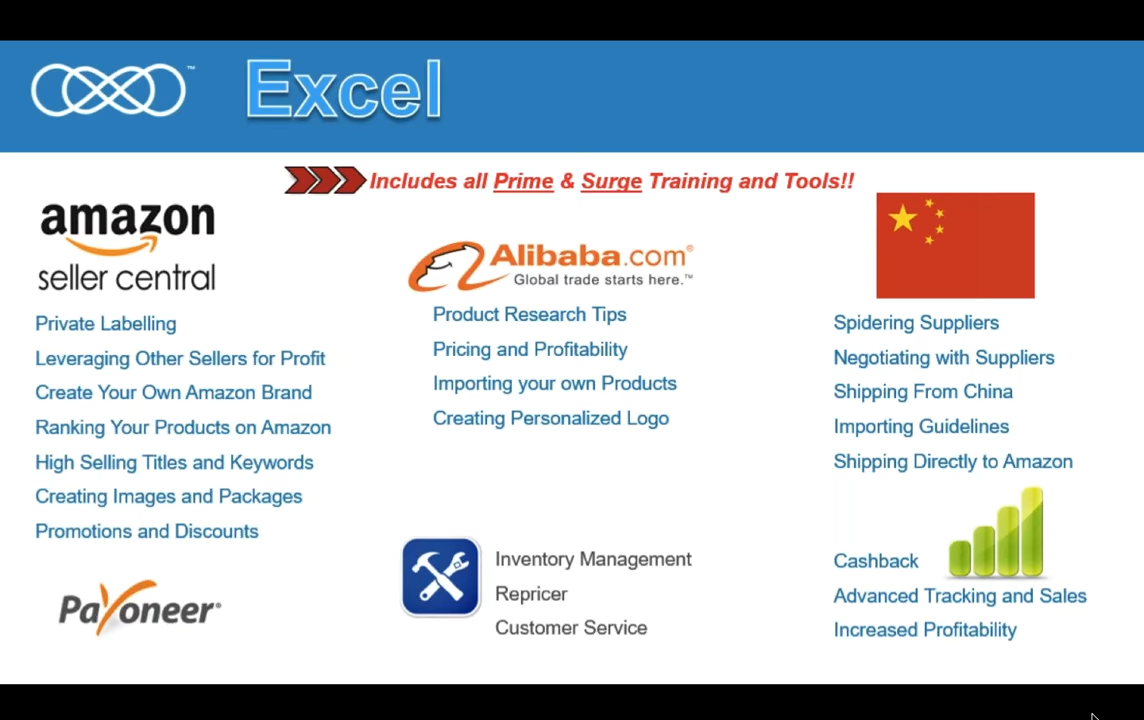 ™ Excel
Includes all Prime & Surge Training and Tools!!
amazon
seller central
Private Labelling
Leveraging Other Sellers for Profit
Create Your Own Amazon Brand
Ranking Your Products on Amazon
High Selling Titles and Keywords
Creating Images and Packages
Promotions and Discounts
Payoneer®
Alibaba.com®
Global trade starts here.™
Product Research Tips
Pricing and Profitability
Importing your own Products
Creating Personalized Logo
Inventory Management
Repricer
Customer Service
Spidering Suppliers
Negotiating with Suppliers
Shipping From China
Importing Guidelines
Shipping Directly to Amazon
Cashback
Advanced Tracking and Sales
Increased Profitability